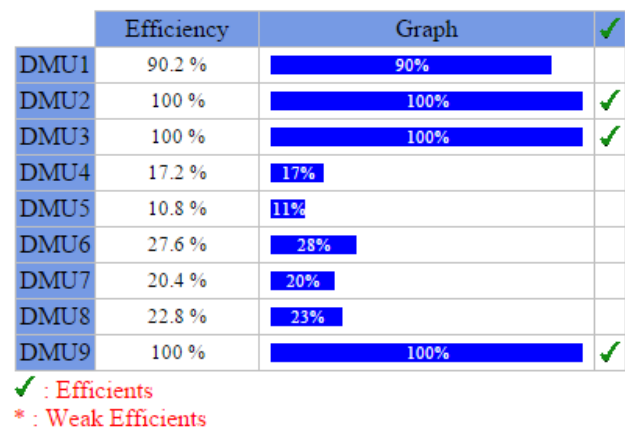 Efficiency Graph ✓
DMU1 90.2 % 90%
DMU2 100 % 100% ✓
DMU3 100 % 100% ✓
DMU4 17.2 % 17%
DMU5 10.8 % 11%
DMU6 27.6 % 28%
DMU7 20.4 % 20%
DMU8 22.8 % 23%
DMU9 100 % 100% ✓
✓ : Efficients
* : Weak Efficients